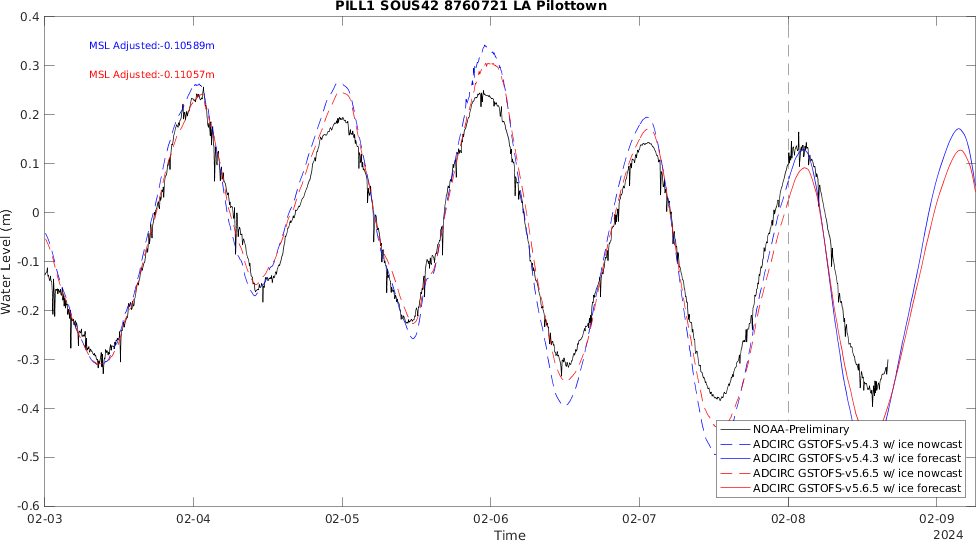 PILL1 SOUS42 8760721 LA Pilottown
MSL Adjusted:-0.10589m
MSL Adjusted:-0.11057m
Water Level (m)
0.4
0.3
0.2
0.1
0
-0.1
-0.2
-0.3
-0.4
-0.5
-0.6
NOAA-Preliminary
ADCIRC GSTOFS-v5.4.3 w/ ice nowcast
ADCIRC GSTOFS-v5.4.3 w/ ice forecast
ADCIRC GSTOFS-v5.6.5 w/ ice nowcast
ADCIRC GSTOFS-v5.6.5 w/ ice forecast
02-03 02-04 02-05 02-06 02-07 02-08 02-09
Time
2024